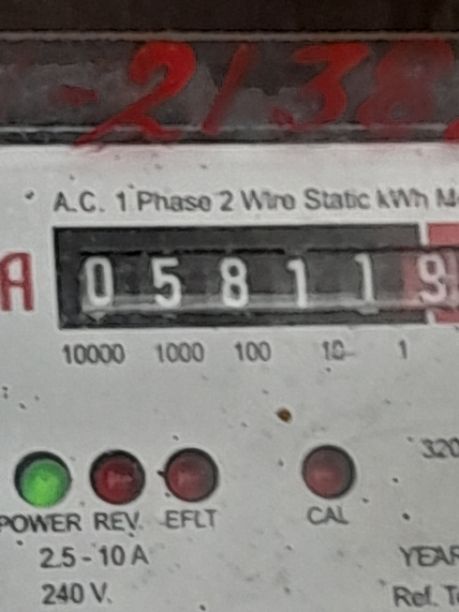 2138
A.C. 1 Phase 2 Wire Static kWh
A
0 5 8 1 1 9
10000 1000 100 10 1
320
POWER REV. EFLT CAL
2.5 - 10 A
240 V.
YEAR
Ref.